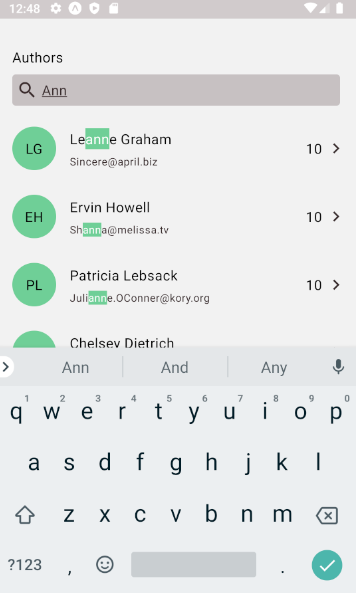 12:48
Authors
Ann
LG Leanne Graham 10
Sincere@april.biz
EH Ervin Howell 10
Shanna@melissa.tv
PL Patricia Lebsack 10
Julianne.OConner@kory.org
Chelsey Dietrich
Ann And Any
1 2 3 4 5 6 7 8 9 0
q w e r t y u i o p
a s d f g h j k l
z x c v b n m
?123 , .